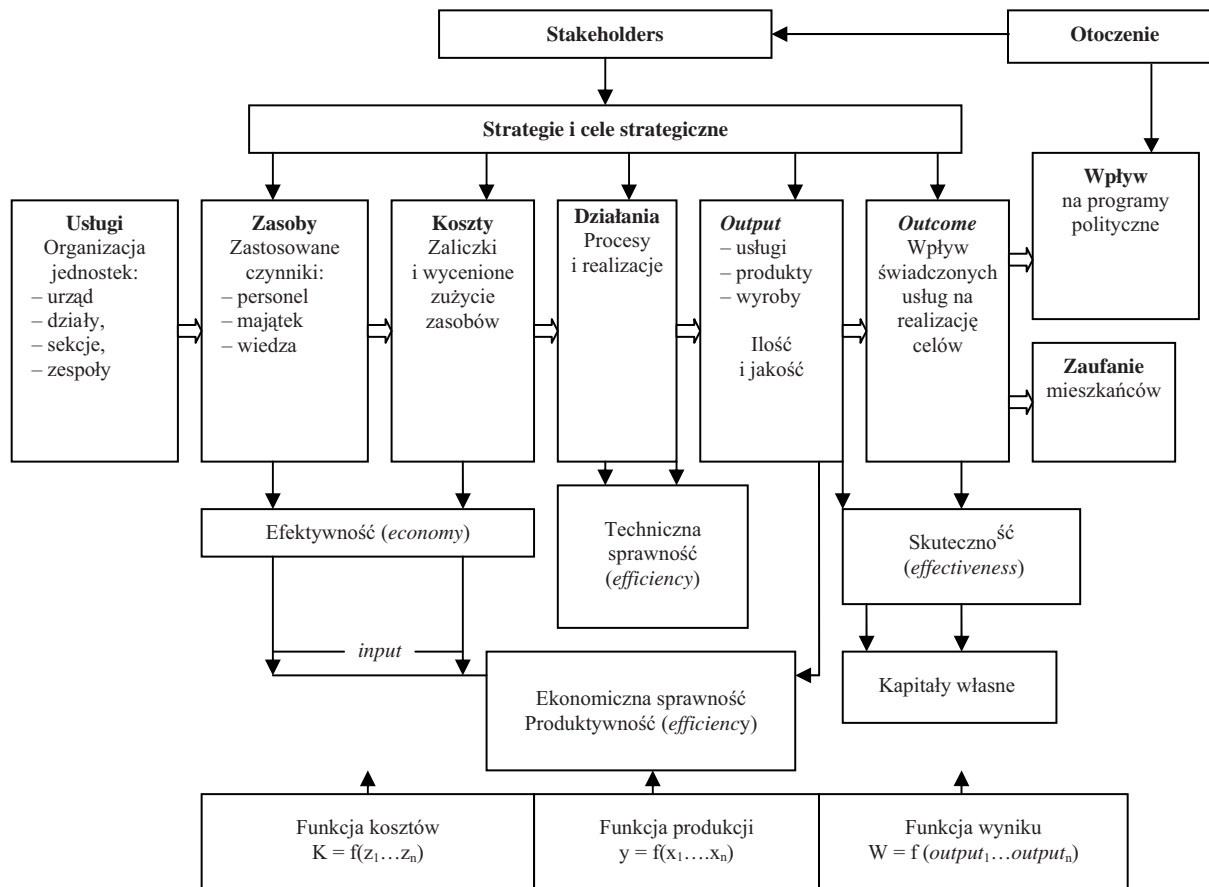 Stakeholders
Otoczenie
Strategie i cele strategiczne
Usługi
Organizacja
jednostek:
– urząd
– działy,
– sekcje,
– zespoły
Zasoby
Zastosowane
czynniki:
– personel
– majątek
– wiedza
Koszty
Zaliczki
i wycenione
zużycie
zasobów
Działania
Procesy
i realizacje
Output
– usługi
– produkty
– wyroby
Ilość
i jakość
Outcome
Wpływ
świadczonych
usług na
realizację
celów
Wpływ
na programy
polityczne
Zaufanie
mieszkańców
Efektywność (economy)
Techniczna
sprawność
(efficiency)
Skuteczność
(effectiveness)
input
Ekonomiczna sprawność
Produktywność (efficiency)
Kapitały własne
Funkcja kosztów
K = f(z₁…zₙ)
Funkcja produkcji
y = f(x₁….xₙ)
Funkcja wyniku
W = f (output₁…outputₙ)